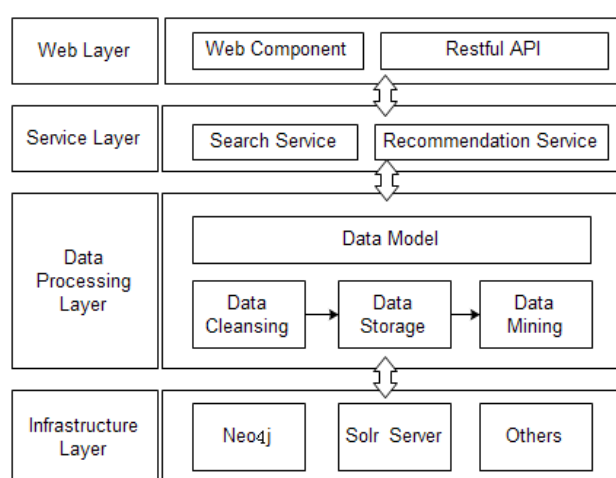 Web Layer
Web Component
Restful API
Service Layer
Search Service
Recommendation Service
Data
Processing
Layer
Data Model
Data
Cleansing
Data
Storage
Data
Mining
Infrastructure
Layer
Neo4j
Solr Server
Others